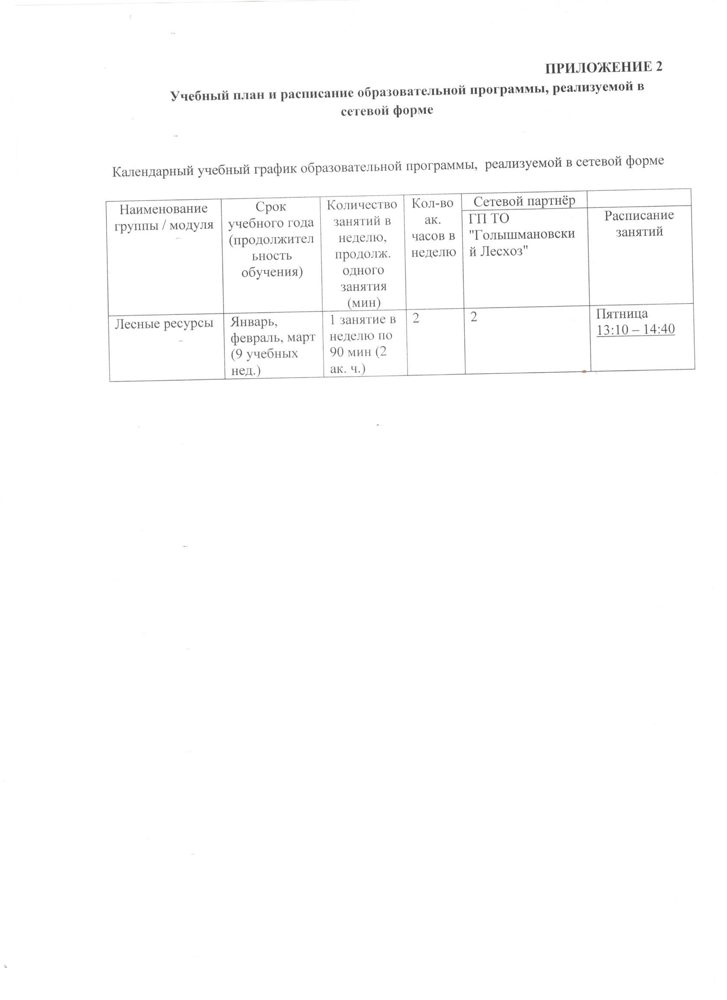 ПРИЛОЖЕНИЕ 2
Учебный план и расписание образовательной программы, реализуемой в
сетевой форме
Календарный учебный график образовательной программы, реализуемой в сетевой форме
Наименование
группы / модуля
Срок
учебного года
(продолжител
ьность
обучения)
Количество
занятий в
неделю,
продолж.
одного
занятия
(мин)
Кол-во
ак.
часов в
неделю
Сетевой партнёр
ГП ТО
"Голышмановски
й Лесхоз"
Расписание
занятий
Лесные ресурсы
Январь,
февраль, март
(9 учебных
нед.)
1 занятие в
неделю по
90 мин (2
ак. ч.)
2
2
Пятница
13:10 – 14:40